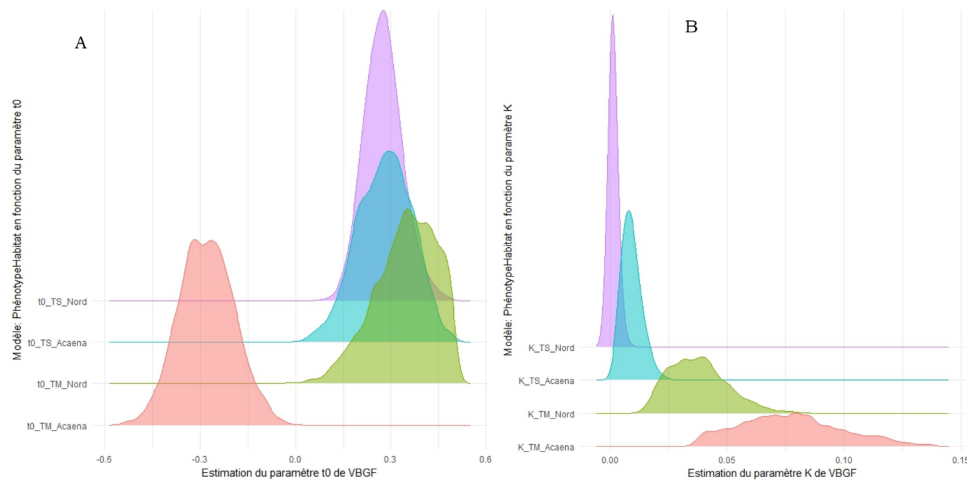 A
Modèle: PhénotypeHabitat en fonction du paramètre t0
t0_TS_Nord
t0_TS_Acaena
t0_TM_Nord
t0_TM_Acaena
-0.6
-0.3
0.0
0.3
0.6
Estimation du paramètre t0 de VBGF
B
Modèle: PhénotypeHabitat en fonction du paramètre K
K_TS_Nord
K_TS_Acaena
K_TM_Nord
K_TM_Acaena
0.00
0.05
0.10
0.15
Estimation du paramètre K de VBGF